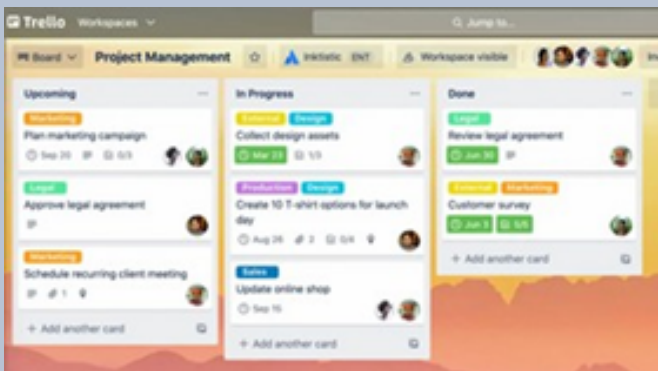 Trello Workspaces Jump to...
Board Project Management Inktistic ENT Workspace visible
Upcoming
Marketing
Plan marketing campaign
Sep 20 0/3
Legal
Approve legal agreement
Marketing
Schedule recurring client meeting
1
+ Add another card
In Progress
External Design
Collect design assets
Mar 23 1/3
Production Design
Create 10 T-shirt options for launch
day
Aug 26 2 0/4
Sales
Update online shop
Sep 15
+ Add another card
Done
Legal
Review legal agreement
Jun 30
External Marketing
Customer survey
Jun 3 5/5
+ Add another card